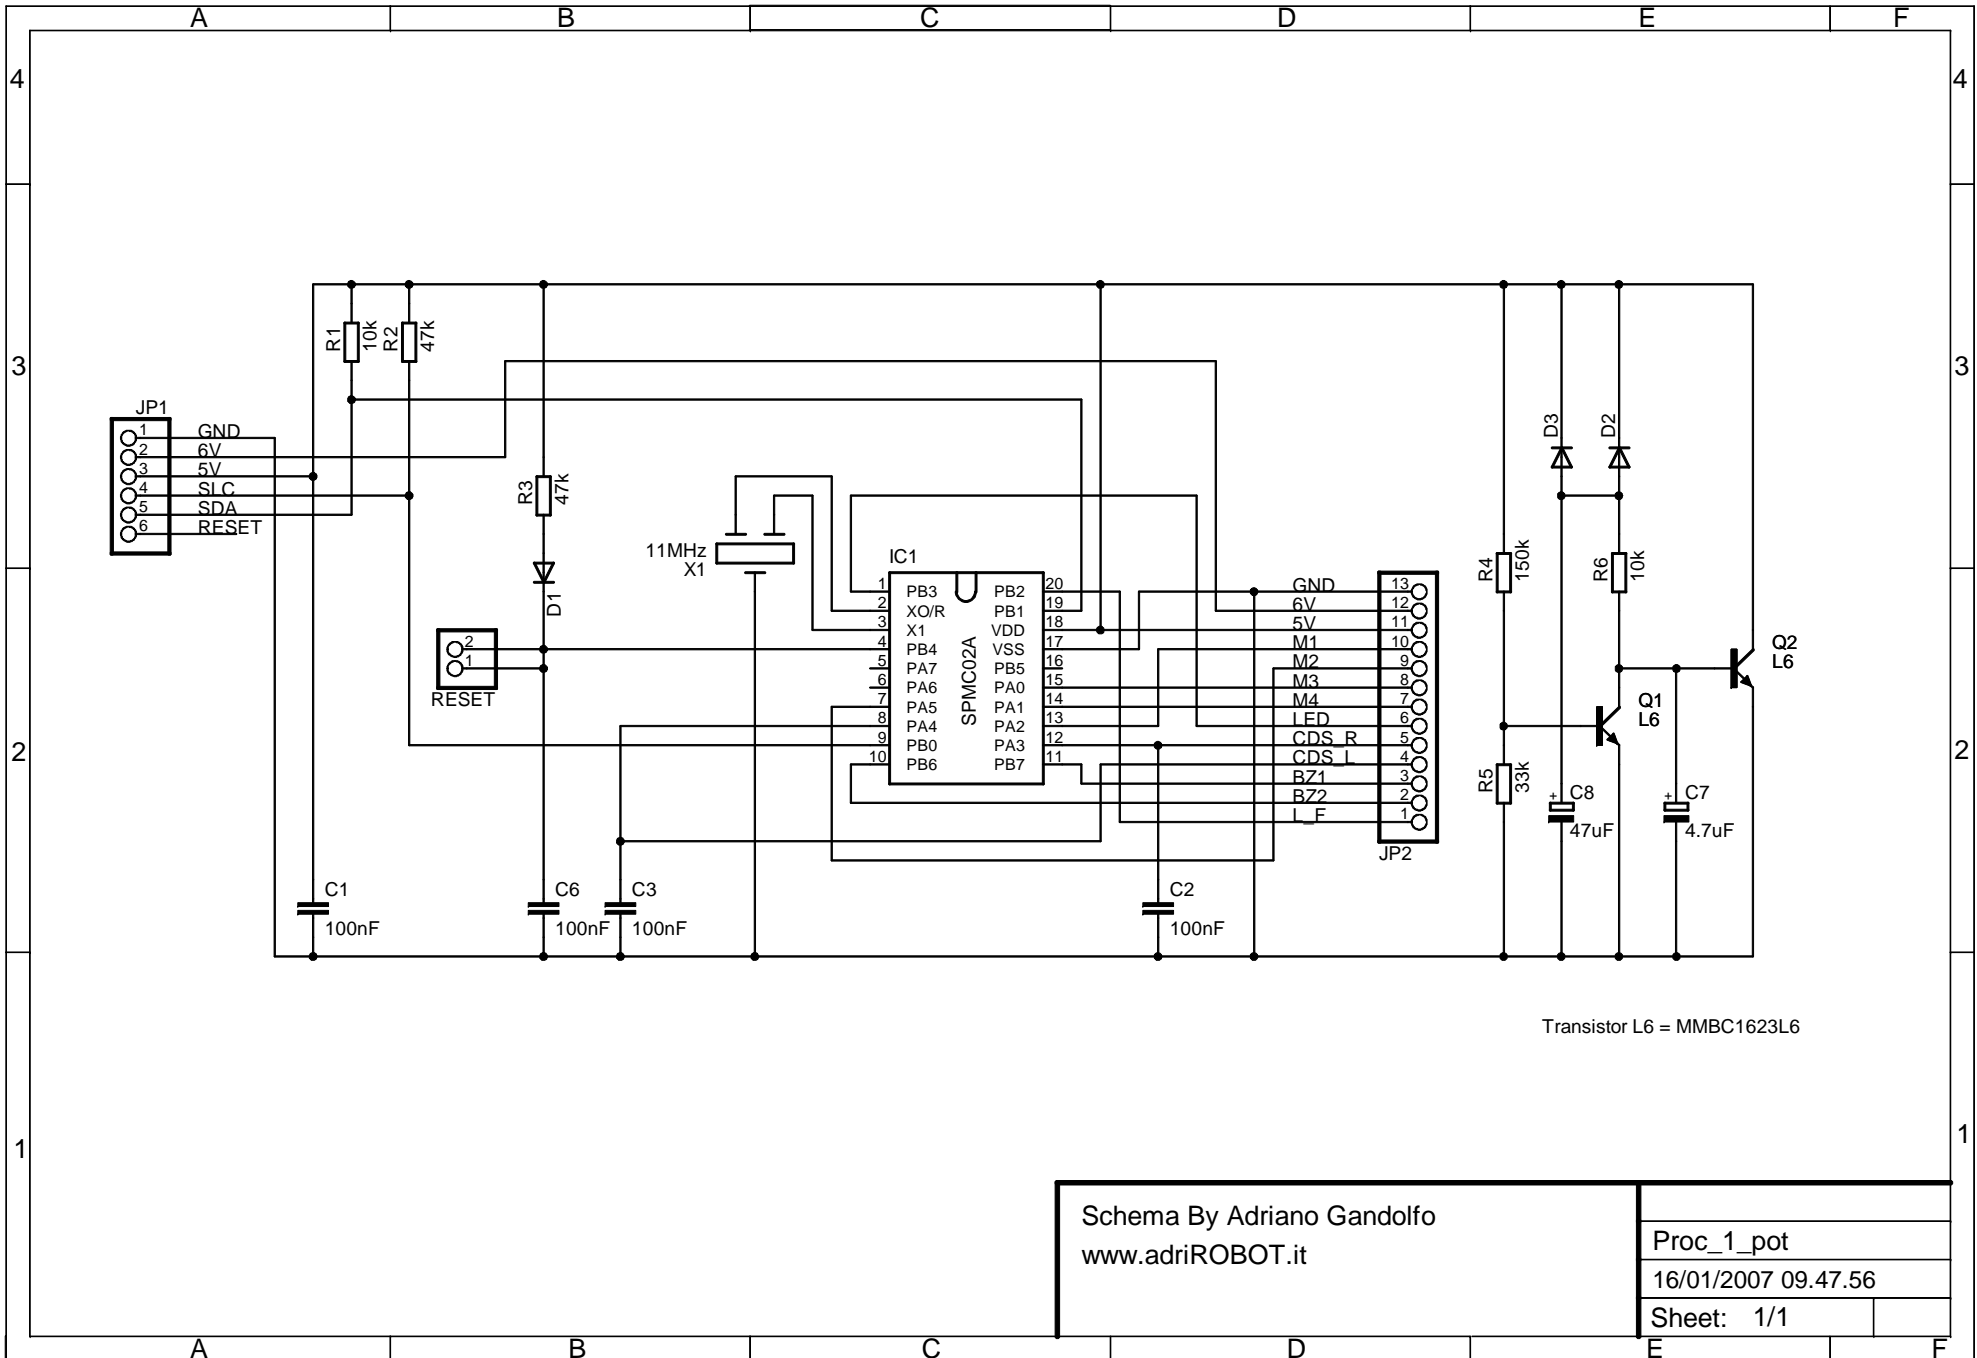 A B C D E F
4 4
3 3
2 2
1 1
A B C D E F
R1 10k
R2 47k
JP1
1 GND
2 6V
3 5V
4 SLC
5 SDA
6 RESET
R3 47k
D1
2
1
RESET
11MHz
X1
IC1
SPMC02A
1 PB3 PB2 20
2 XO/R PB1 19
3 X1 VDD 18
4 PB4 VSS 17
5 PA7 PB5 16
6 PA6 PA0 15
7 PA5 PA1 14
8 PA4 PA2 13
9 PB0 PA3 12
10 PB6 PB7 11
GND 13
6V 12
5V 11
M1 10
M2 9
M3 8
M4 7
LED 6
CDS_R 5
CDS_L 4
BZ1 3
BZ2 2
L_F 1
JP2
D3
D2
R4 150k
R6 10k
Q2
L6
Q1
L6
R5 33k
+ C8
47uF
+ C7
4.7uF
C1
100nF
C6
100nF
C3
100nF
C2
100nF
Transistor L6 = MMBC1623L6
Schema By Adriano Gandolfo
www.adriROBOT.it
Proc_1_pot
16/01/2007 09.47.56
Sheet: 1/1